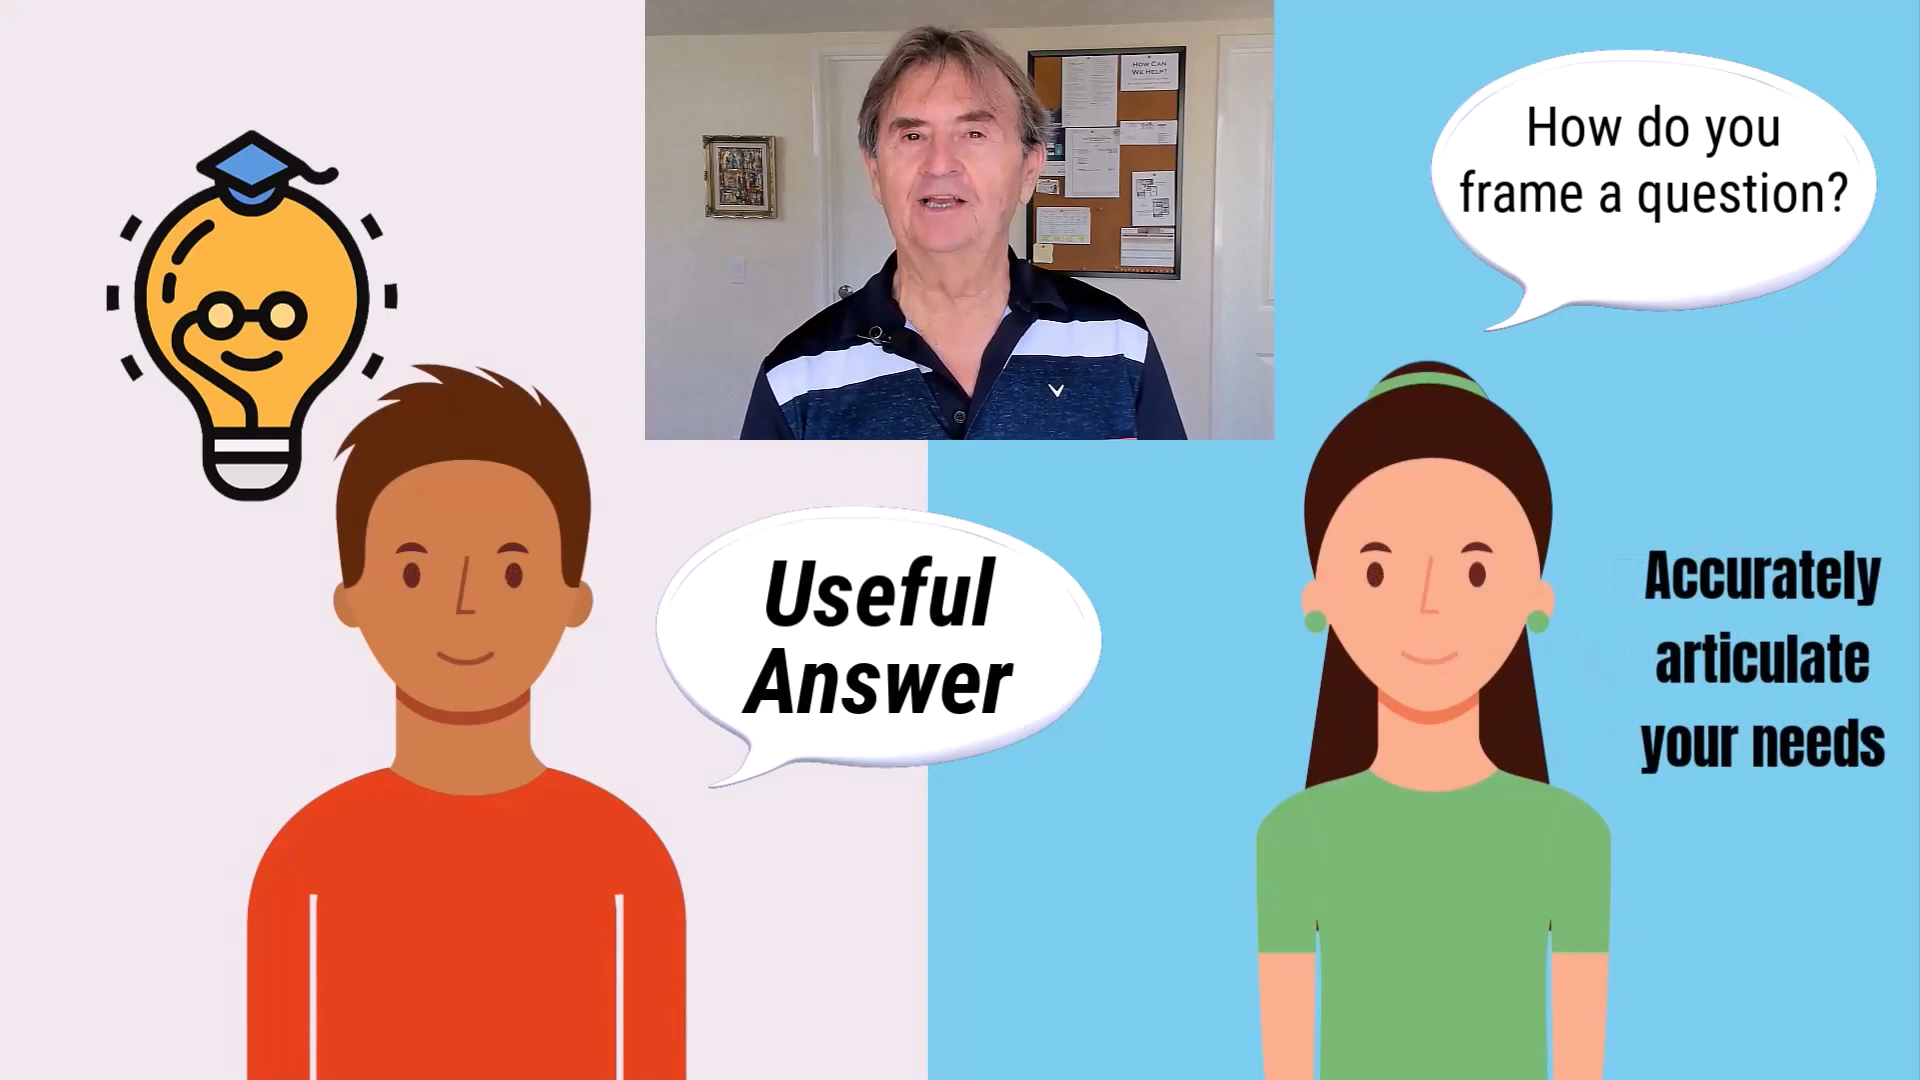 How Can
We Help?
How do you
frame a question?
Useful
Answer
Accurately
articulate
your needs